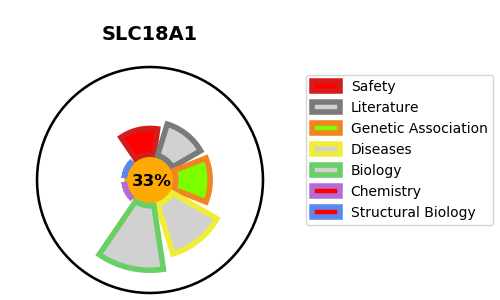 SLC18A1
33%
Safety
Literature
Genetic Association
Diseases
Biology
Chemistry
Structural Biology